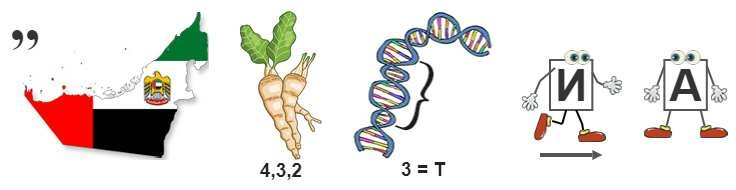 ,,
И А
4,3,2 3 = Т